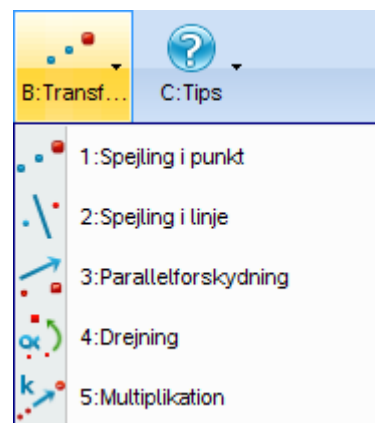 B:Transf... C:Tips
1:Spejling i punkt
2:Spejling i linje
3:Parallelforskydning
4:Drejning
α
5:Multiplikation
k